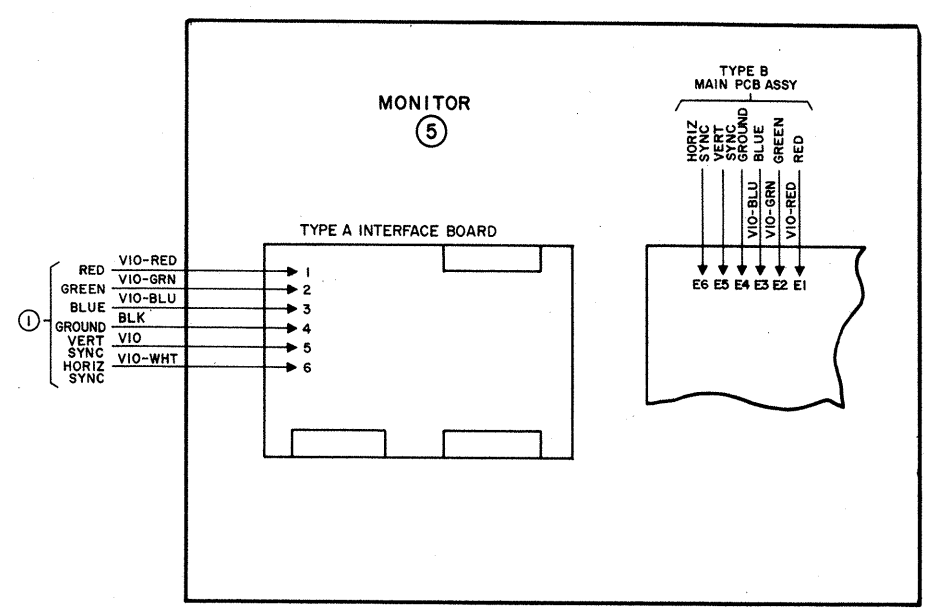 MONITOR
5
TYPE B
MAIN PCB ASSY
HORIZ
SYNC
VERT
SYNC
GROUND
BLUE
GREEN
RED
VIO-BLU
VIO-GRN
VIO-RED
E6 E5 E4 E3 E2 E1
TYPE A INTERFACE BOARD
1
RED VIO-RED 1
GREEN VIO-GRN 2
BLUE VIO-BLU 3
GROUND BLK 4
VERT
SYNC VIO 5
HORIZ
SYNC VIO-WHT 6